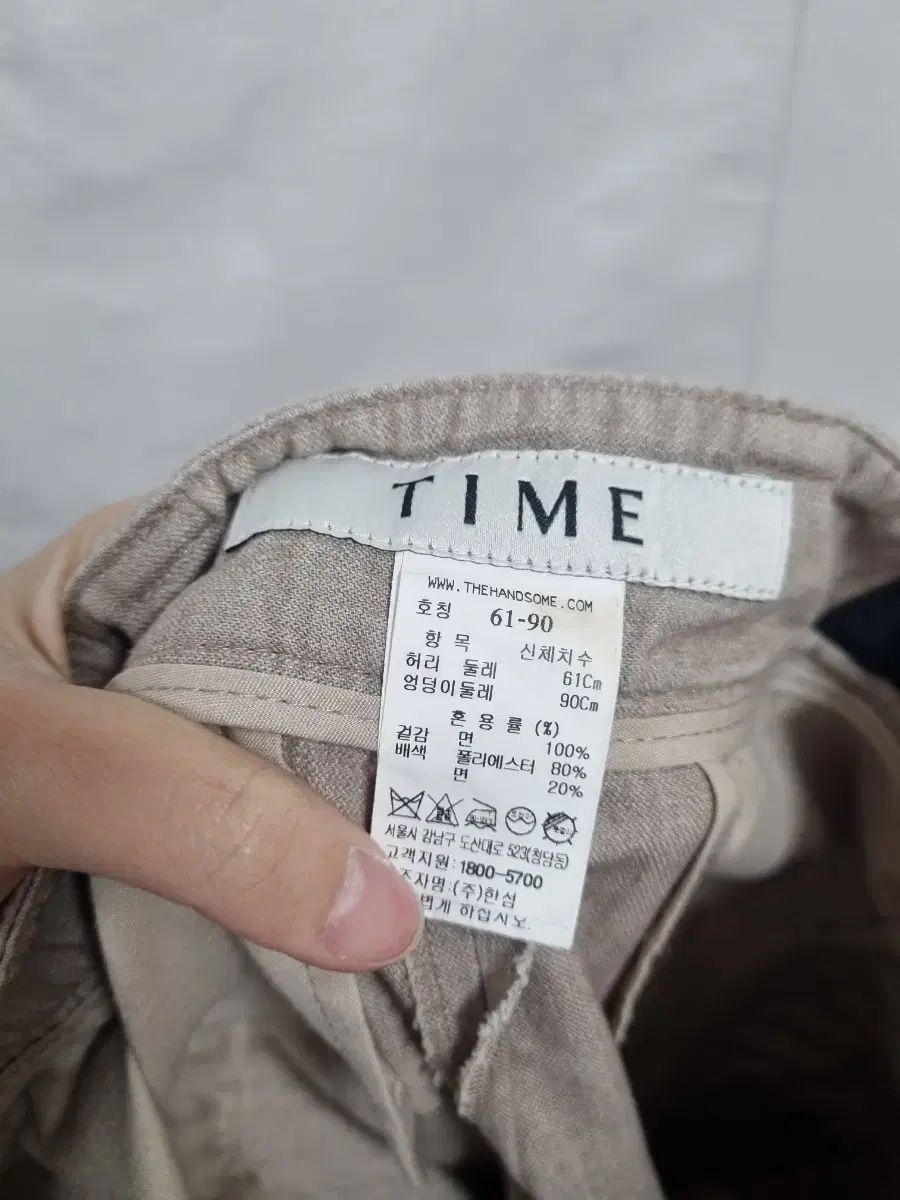 TIME
WWW.THEHANDSOME.COM
호칭 61-90
항 목 신체치수
허리 둘레 61Cm
엉덩이둘레 90Cm
혼 용 률 (%)
겉감 면 100%
배색 폴리에스터 80%
면 20%
서울시 강남구 도산대로 523(청담동)
고객지원:1800-5700
조자명:(주)한섬
번게 하십시오.